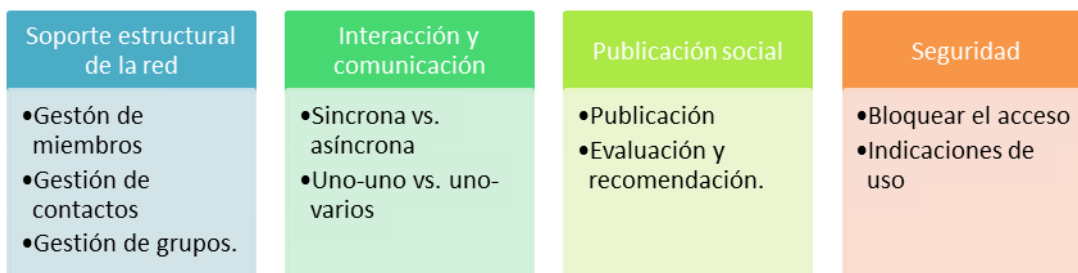 Soporte estructural
de la red
•Gestón de
miembros
•Gestión de
contactos
•Gestión de grupos.
Interacción y
comunicación
•Sincrona vs.
asíncrona
•Uno-uno vs. uno-
varios
Publicación social
•Publicación
•Evaluación y
recomendación.
Seguridad
•Bloquear el acceso
•Indicaciones de
uso